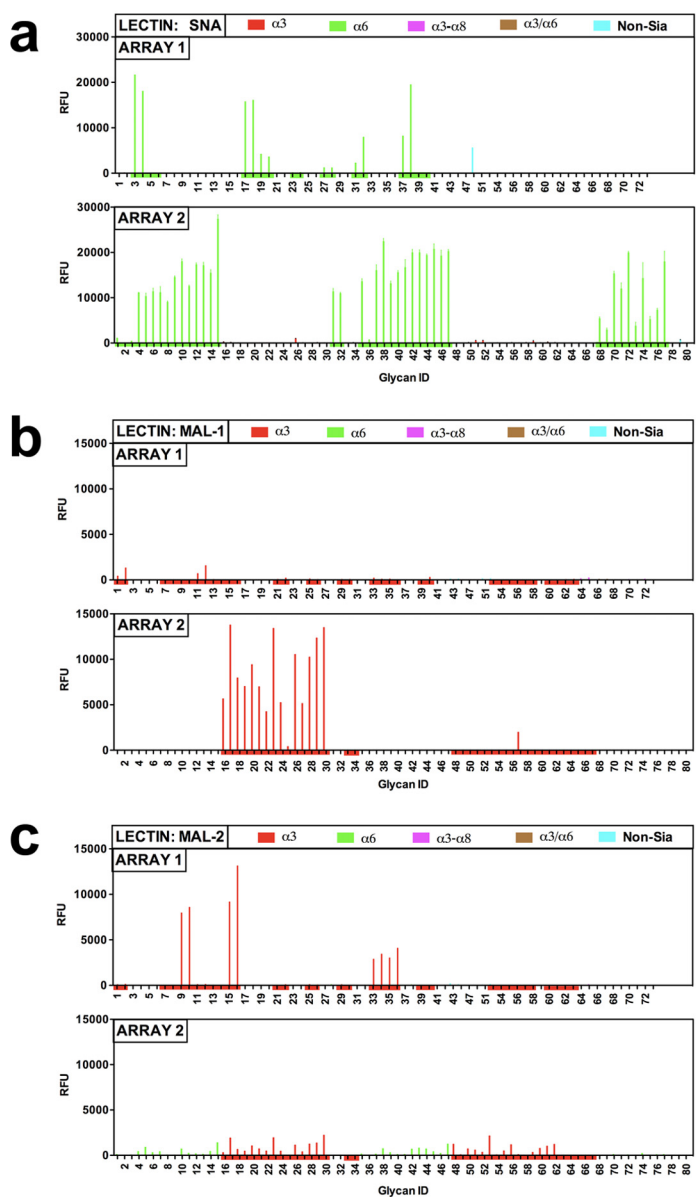 a
LECTIN: SNA α3 α6 α3-α8 α3/α6 Non-Sia
ARRAY 1
RFU
30000
20000
10000
0
1 3 5 7 9 11 13 15 17 19 21 23 25 27 29 31 33 35 37 43 47 51 54 56 58 60 62 64 66 68 70 72
ARRAY 2
RFU
30000
20000
10000
0
2 4 6 8 10 12 14 16 18 20 22 24 26 28 30 32 34 36 38 40 42 44 46 48 50 52 54 56 58 60 62 64 66 68 70 72 74 76 78 80
Glycan ID
b
LECTIN: MAL-1 α3 α6 α3-α8 α3/α6 Non-Sia
ARRAY 1
RFU
15000
10000
5000
0
1 3 5 7 9 11 13 15 17 19 21 23 25 27 29 31 33 35 37 43 47 51 54 56 58 60 62 64 66 68 70 72
ARRAY 2
RFU
15000
10000
5000
0
2 4 6 8 10 12 14 16 18 20 22 24 26 28 30 32 34 36 38 40 42 44 46 48 50 52 54 56 58 60 62 64 66 68 70 72 74 76 78 80
Glycan ID
c
LECTIN: MAL-2 α3 α6 α3-α8 α3/α6 Non-Sia
ARRAY 1
RFU
15000
10000
5000
0
1 3 5 7 9 11 13 15 17 19 21 23 25 27 29 31 33 35 37 43 47 51 54 56 58 60 62 64 66 68 70 72
ARRAY 2
RFU
15000
10000
5000
0
2 4 6 8 10 12 14 16 18 20 22 24 26 28 30 32 34 36 38 40 42 44 46 48 50 52 54 56 58 60 62 64 66 68 70 72 74 76 78 80
Glycan ID